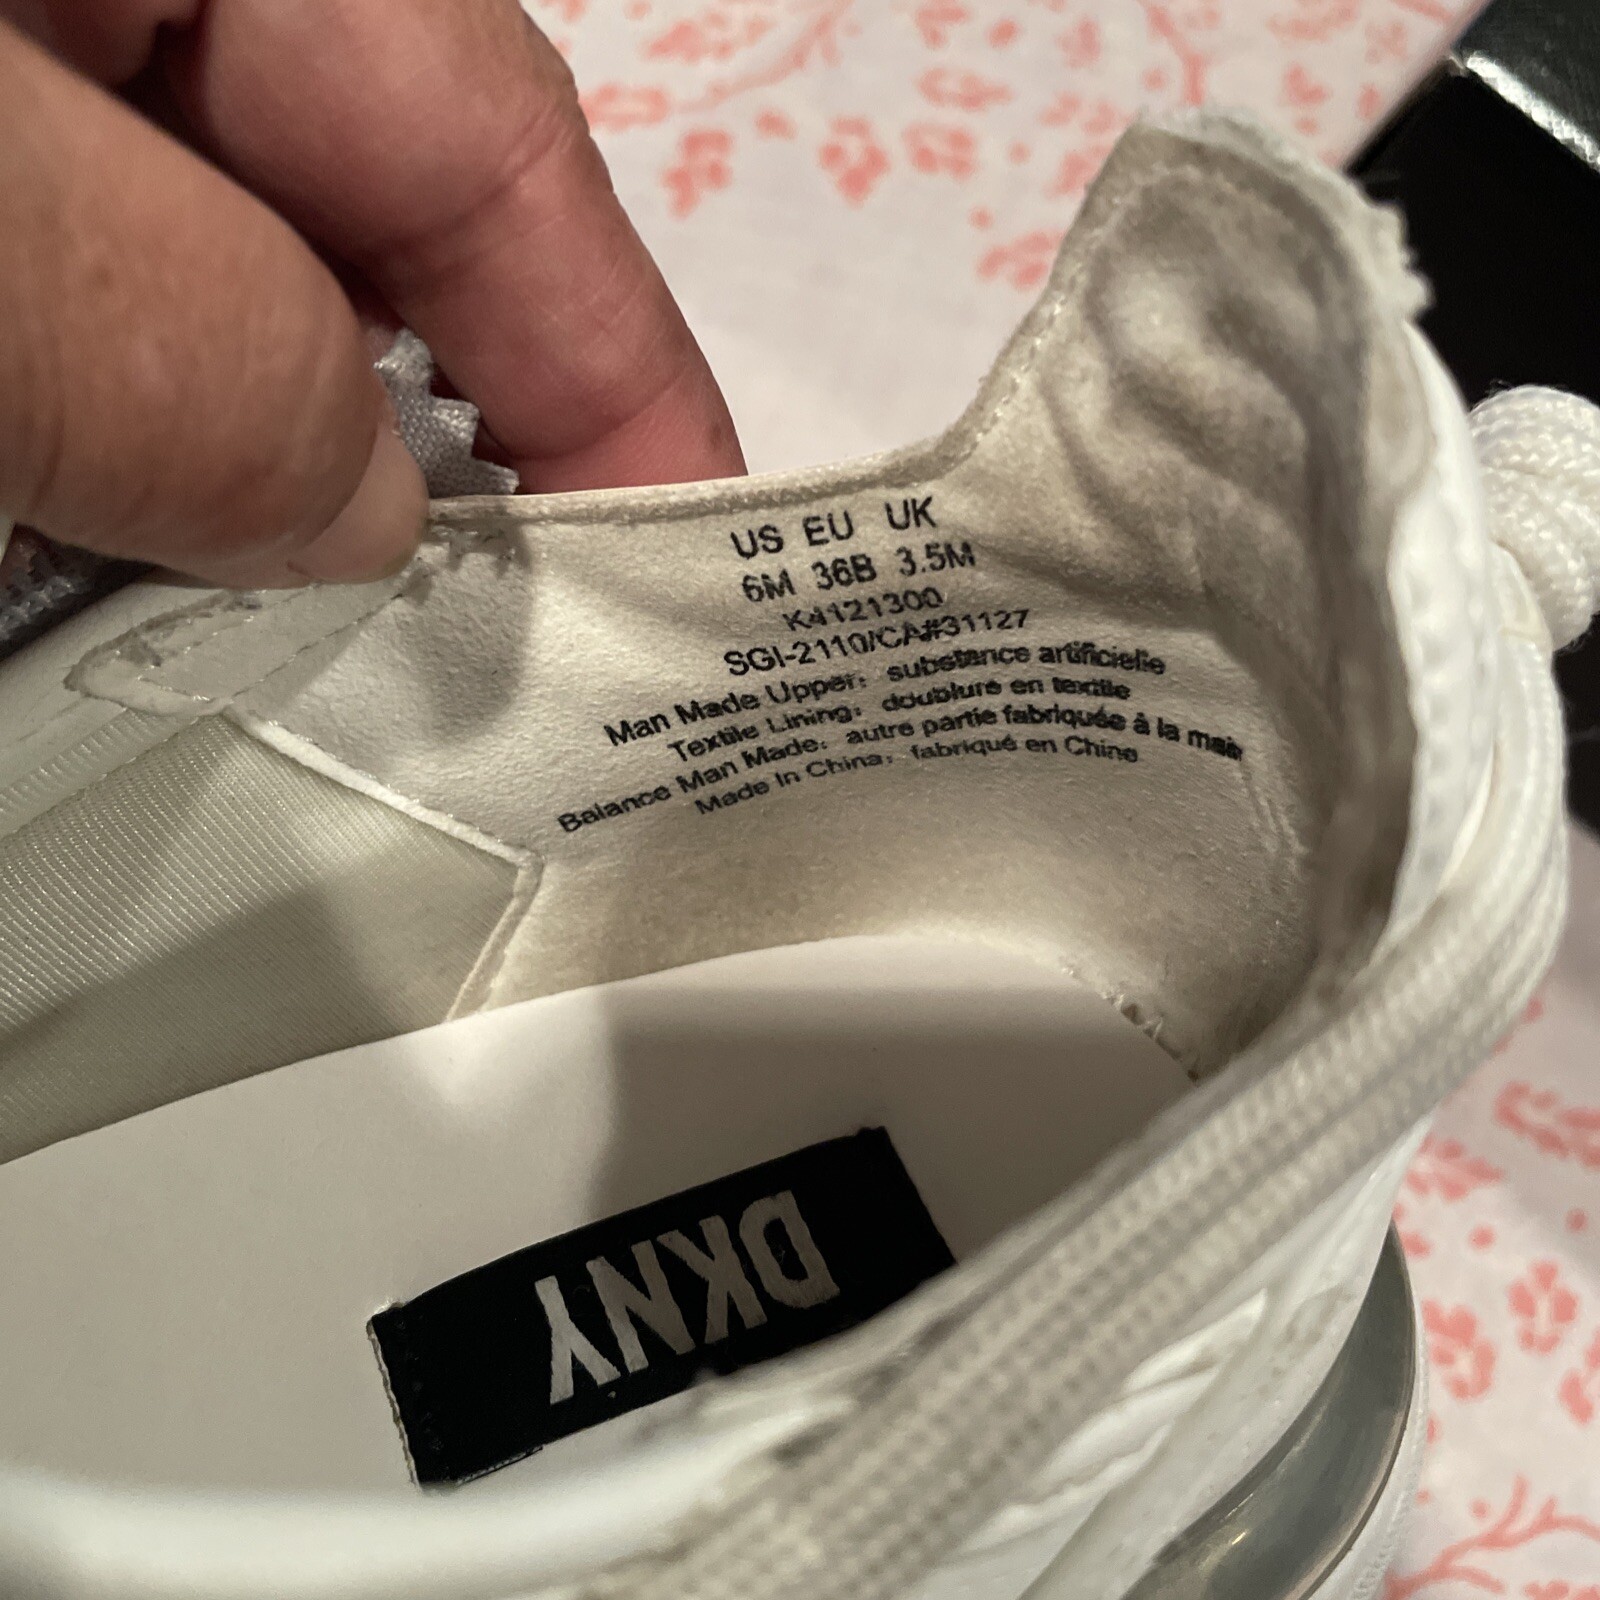 US EU UK
6M 36B 3.5M
K4121300
SGI-2110/CA#31127
Man Made Upper: substance artificielle
Textile Lining: doublure en textile
Balance Man Made: autre partie fabriquée à la main
Made In China: fabriqué en Chine
DKNY